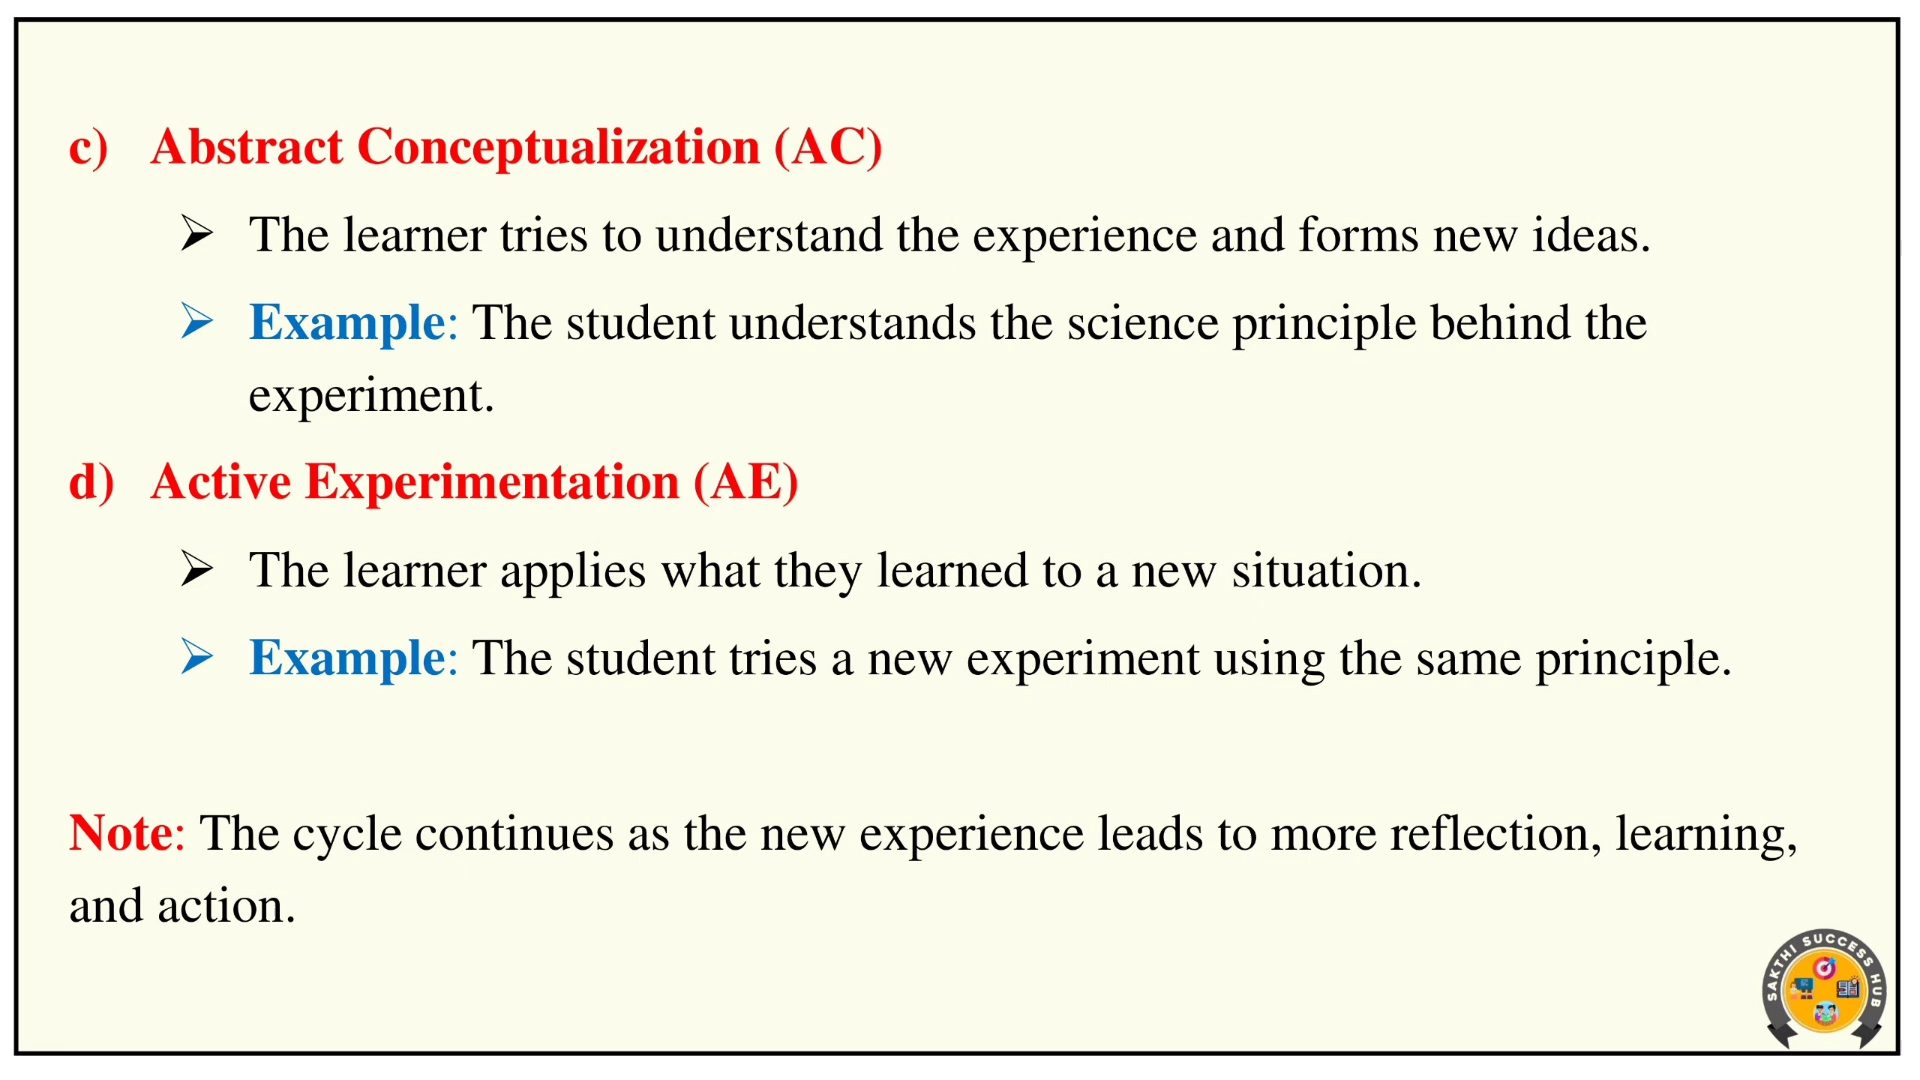 c) Abstract Conceptualization (AC)
➢ The learner tries to understand the experience and forms new ideas.
➢ Example: The student understands the science principle behind the
experiment.
d) Active Experimentation (AE)
➢ The learner applies what they learned to a new situation.
➢ Example: The student tries a new experiment using the same principle.
Note: The cycle continues as the new experience leads to more reflection, learning,
and action.
SAKTHI SUCCESS HUB